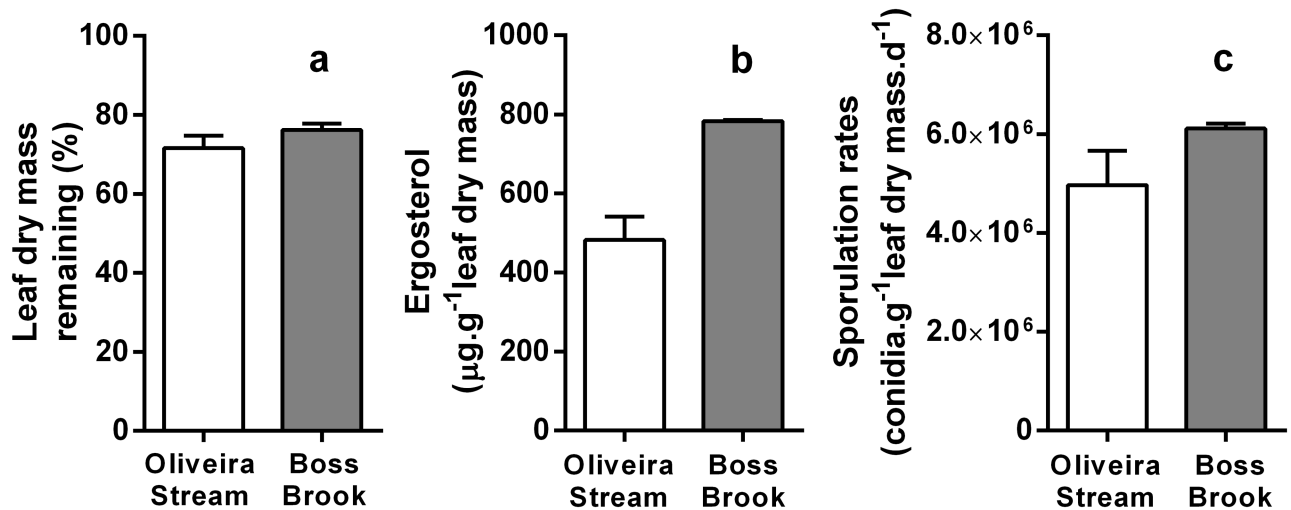 Leaf dry mass
remaining (%)
100
80
60
40
20
0
a
Oliveira
Stream
Boss
Brook
Ergosterol
(μg.g⁻¹leaf dry mass)
1000
800
600
400
200
0
b
Oliveira
Stream
Boss
Brook
Sporulation rates
(conidia.g⁻¹leaf dry mass.d⁻¹)
8.0×10⁶
6.0×10⁶
4.0×10⁶
2.0×10⁶
0
c
Oliveira
Stream
Boss
Brook